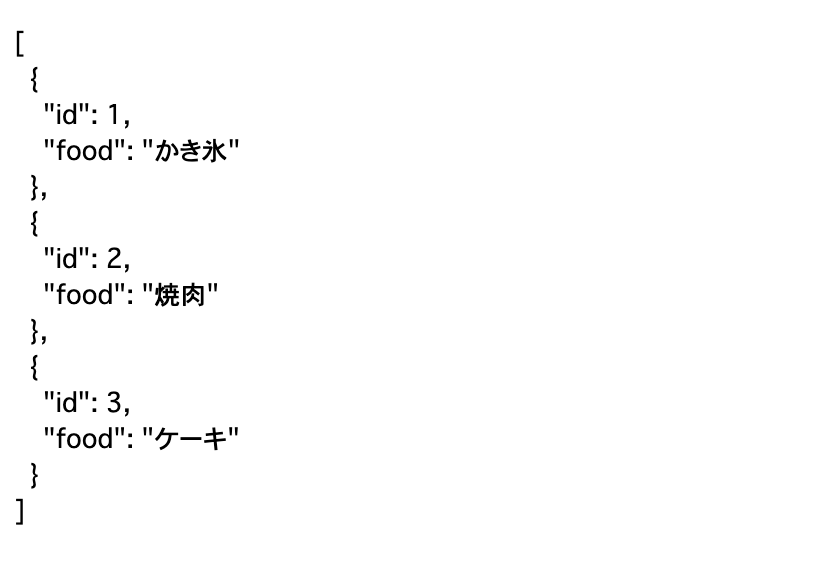 [
  {
    "id": 1,
    "food": "かき氷"
  },
  {
    "id": 2,
    "food": "焼肉"
  },
  {
    "id": 3,
    "food": "ケーキ"
  }
]